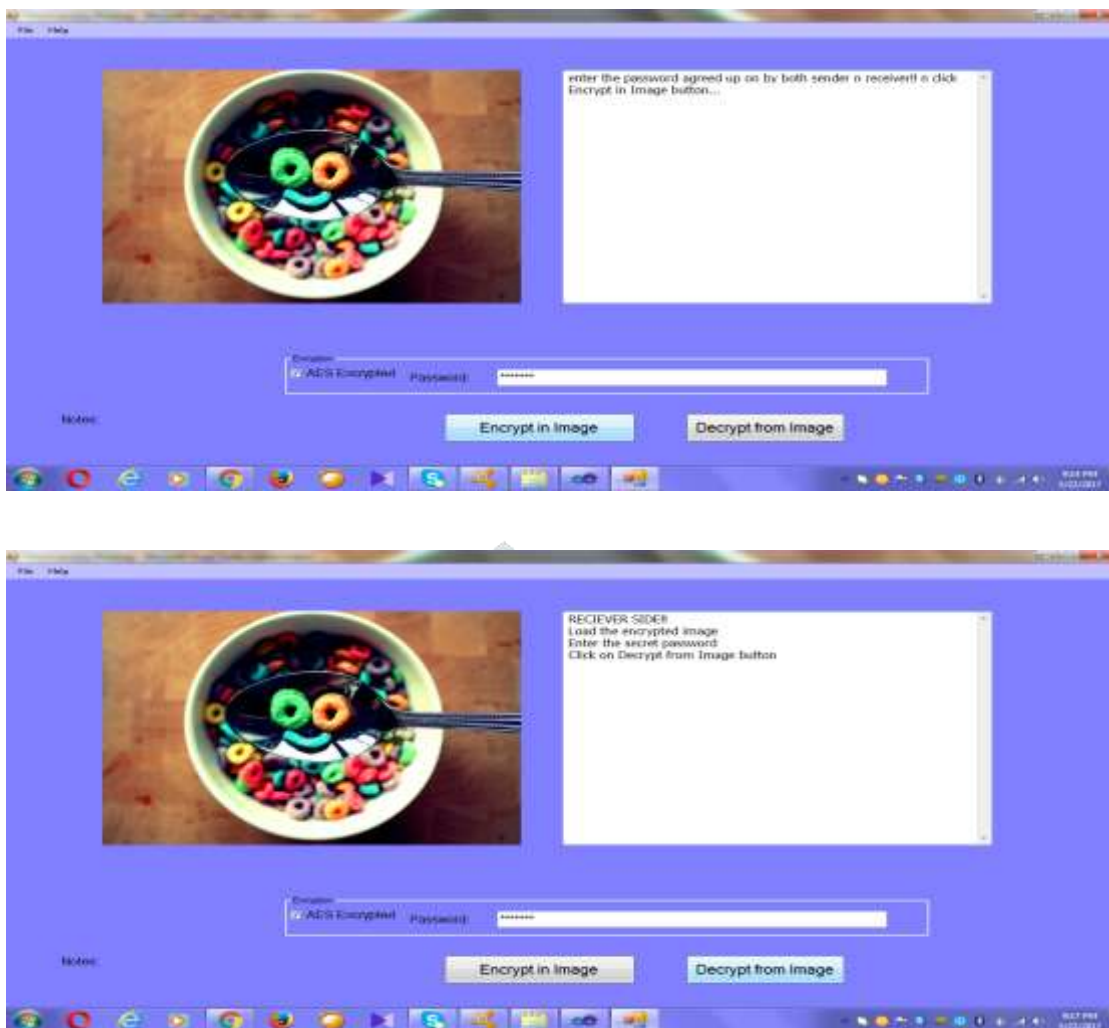 File Help
enter the password agreed up on by both sender n receiver!! n click
Encrypt in Image button...
AES Encrypted Password:
Notes:
Encrypt in Image Decrypt from Image
File Help
RECIEVER SIDE!!
Load the encrypted image
Enter the secret password
Click on Decrypt from Image button
AES Encrypted Password:
Notes:
Encrypt in Image Decrypt from Image